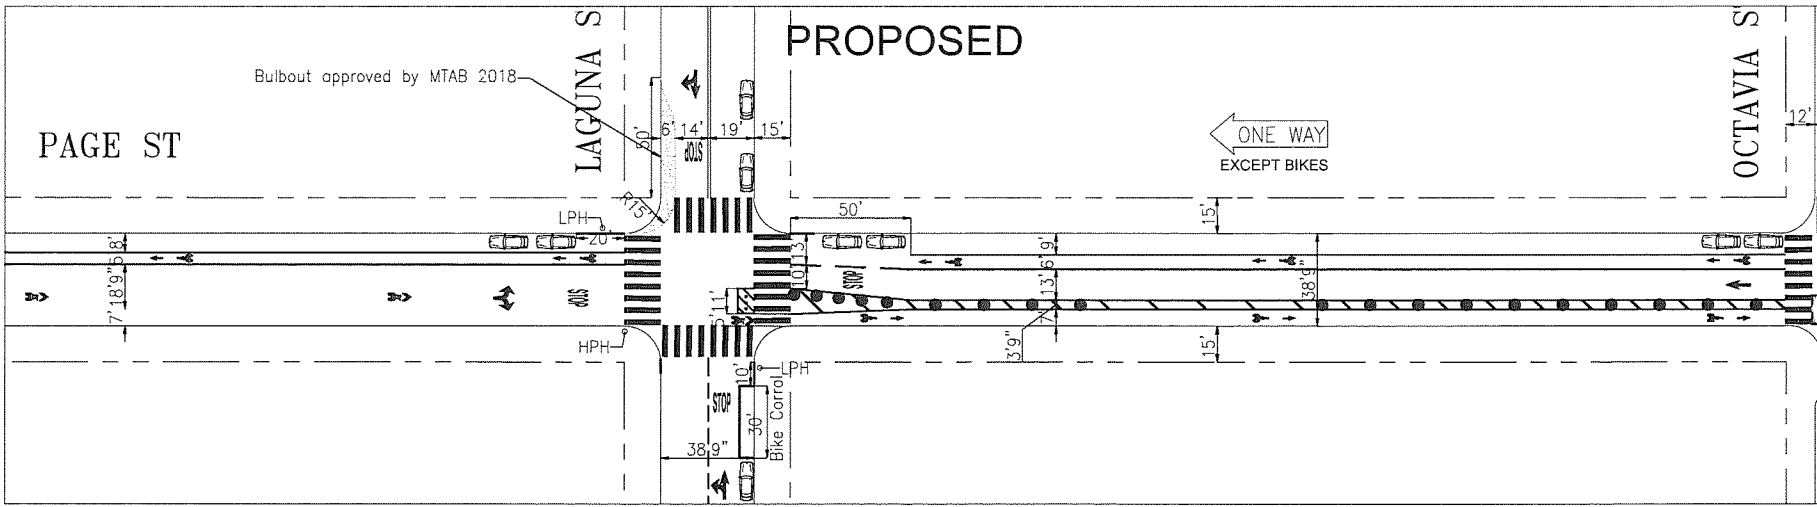 PROPOSED
LAGUNA S
OCTAVIA S
Bulbout approved by MTAB 2018
PAGE ST
50'
6'
14'
19'
15'
STOP
ONE WAY
EXCEPT BIKES
12'
R15'
LPH
20'
50'
15'
8'
6'
18'9"
7'
STOP
13'
10'
STOP
11'
5'
9'
6'
13'
7'
38'9"
3'9"
15'
HPH
LPH
10'
STOP
30'
Bike Corral
38'9"